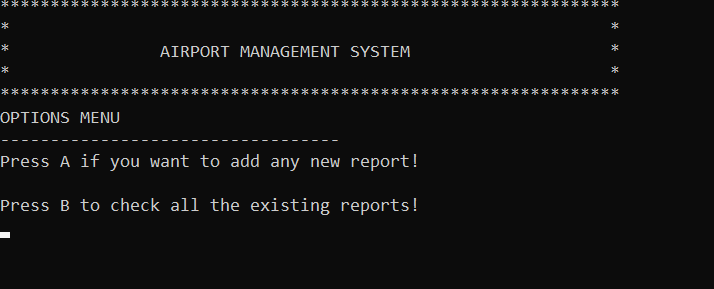 **************************************************************
*                                                            *
*               AIRPORT MANAGEMENT SYSTEM                    *
*                                                            *
**************************************************************
OPTIONS MENU
----------------------------------
Press A if you want to add any new report!
Press B to check all the existing reports!